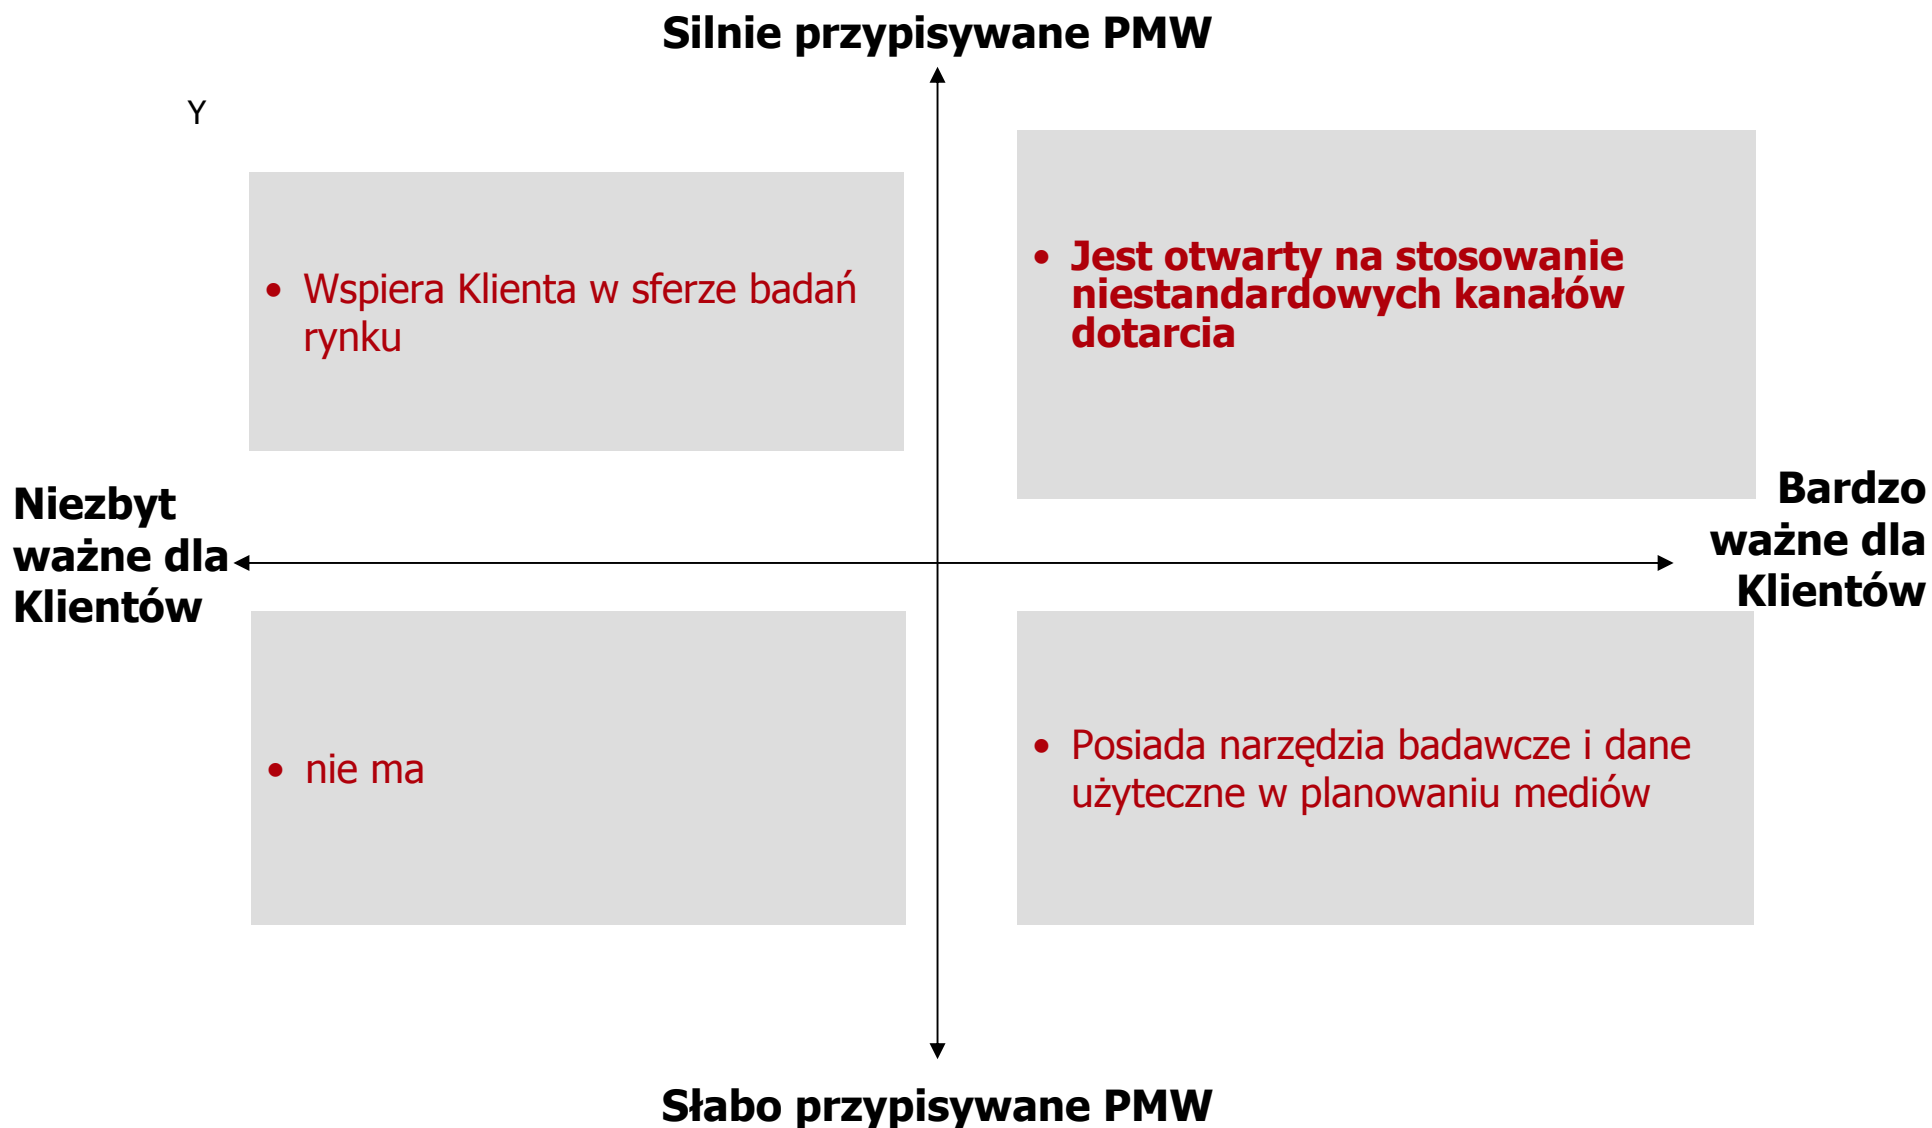 Silnie przypisywane PMW
Y
• Wspiera Klienta w sferze badań
rynku
• Jest otwarty na stosowanie
niestandardowych kanałów
dotarcia
Niezbyt
ważne dla
Klientów
Bardzo
ważne dla
Klientów
• nie ma
• Posiada narzędzia badawcze i dane
użyteczne w planowaniu mediów
Słabo przypisywane PMW